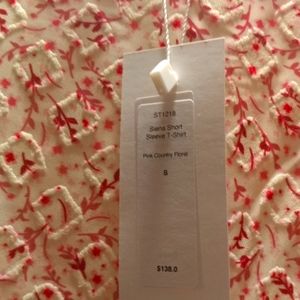 ST1218
Siena Short
Sleeve T-Shirt
Pink Country Floral
S
$138.0